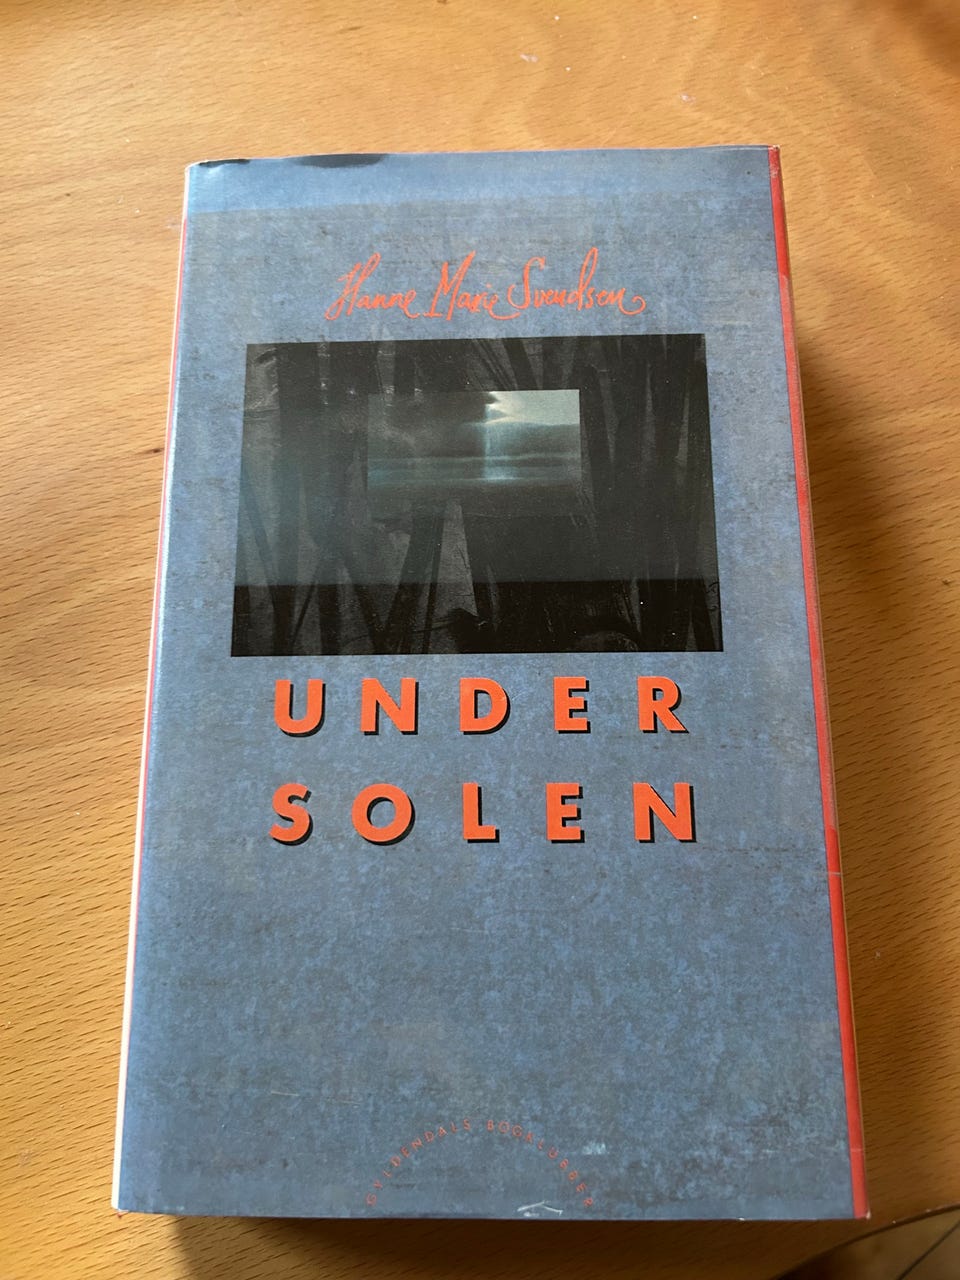 Hanne Marie Svendsen
UNDER
SOLEN
GYLDENDALS BOGKLUBBER